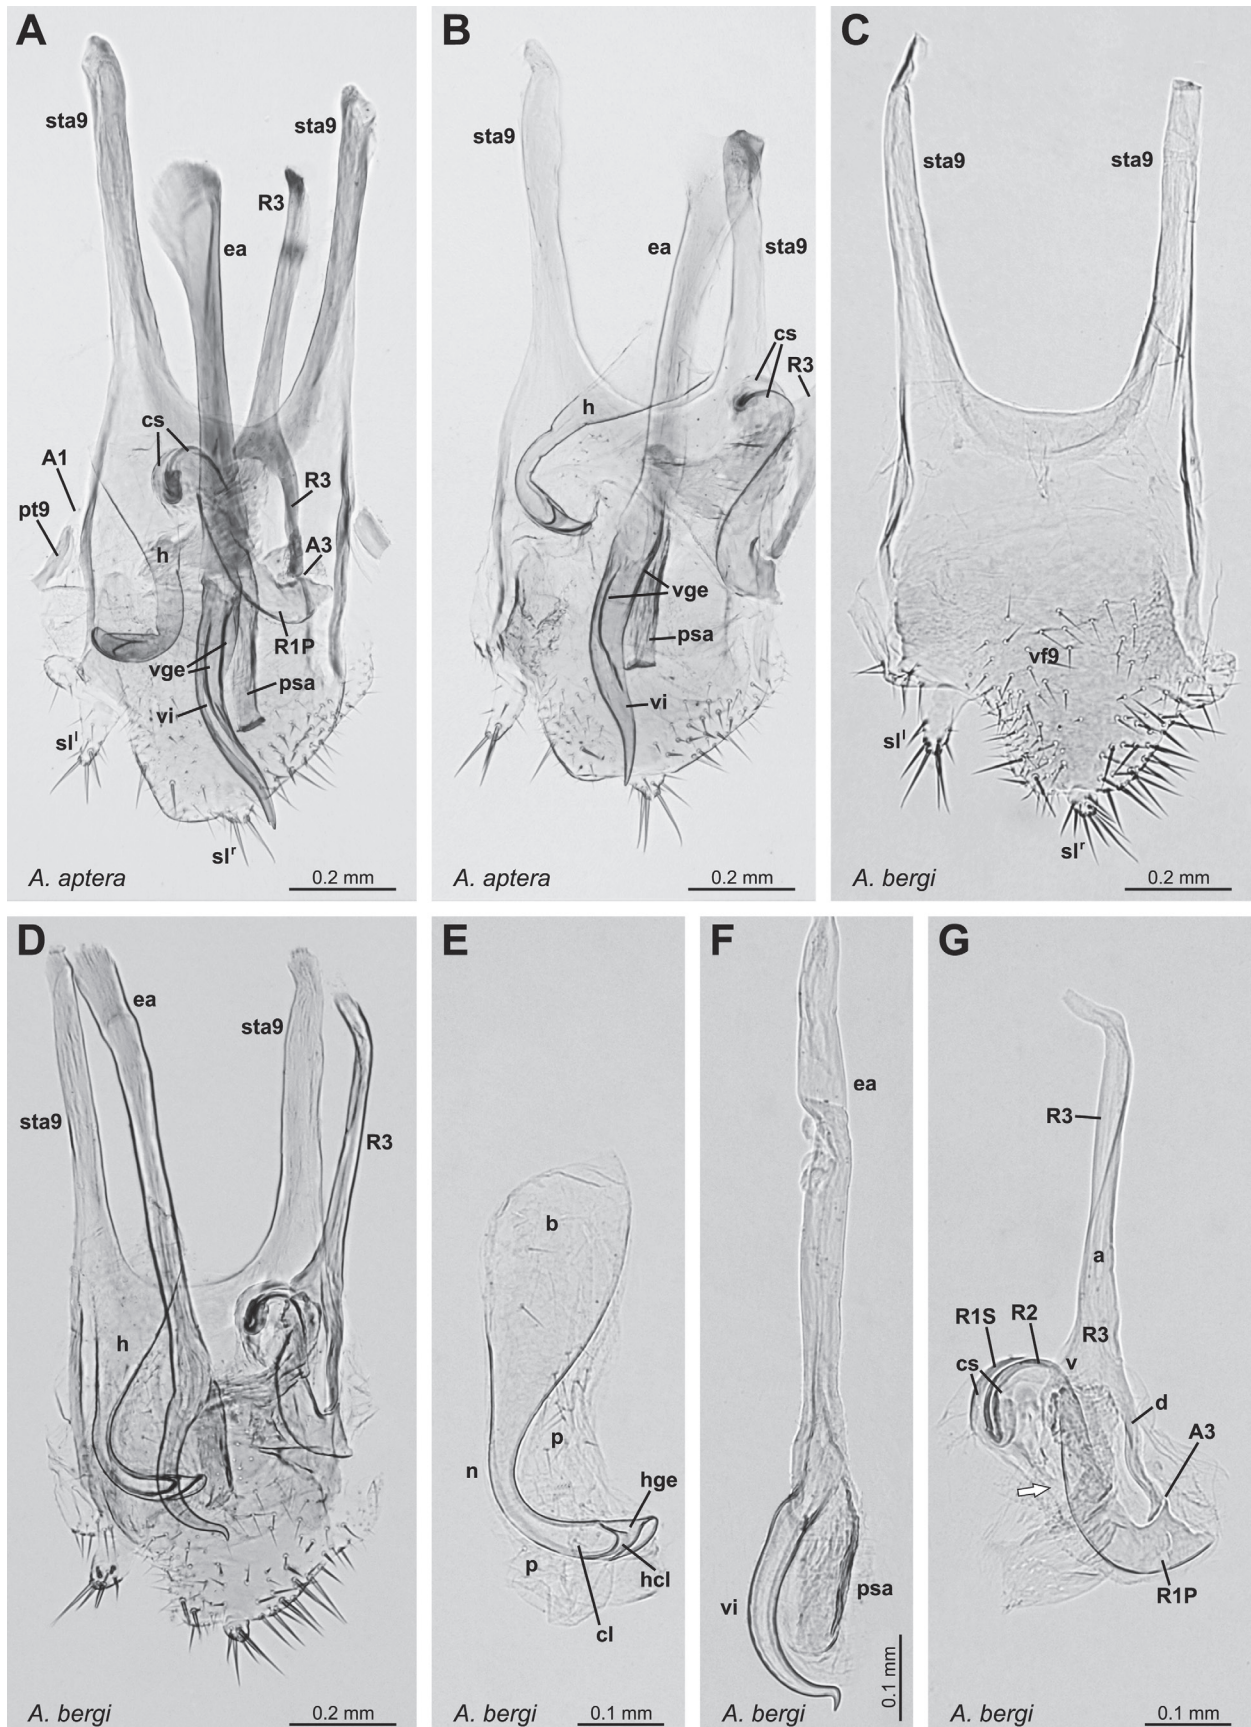 A
sta9
sta9
R3
ea
cs
A1
R3
pt9
A3
h
R1P
vge
psa
vi
slˡ
slʳ
A. aptera
0.2 mm
B
sta9
ea
sta9
cs
R3
h
vge
psa
vi
A. aptera
0.2 mm
C
sta9
sta9
vf9
slˡ
slʳ
A. bergi
0.2 mm
D
ea
sta9
sta9
R3
h
A. bergi
0.2 mm
E
b
p
n
hge
p
hcl
cl
A. bergi
0.1 mm
F
ea
psa
vi
0.1 mm
A. bergi
G
R3
a
R1S
R2
R3
cs
v
d
A3
R1P
A. bergi
0.1 mm